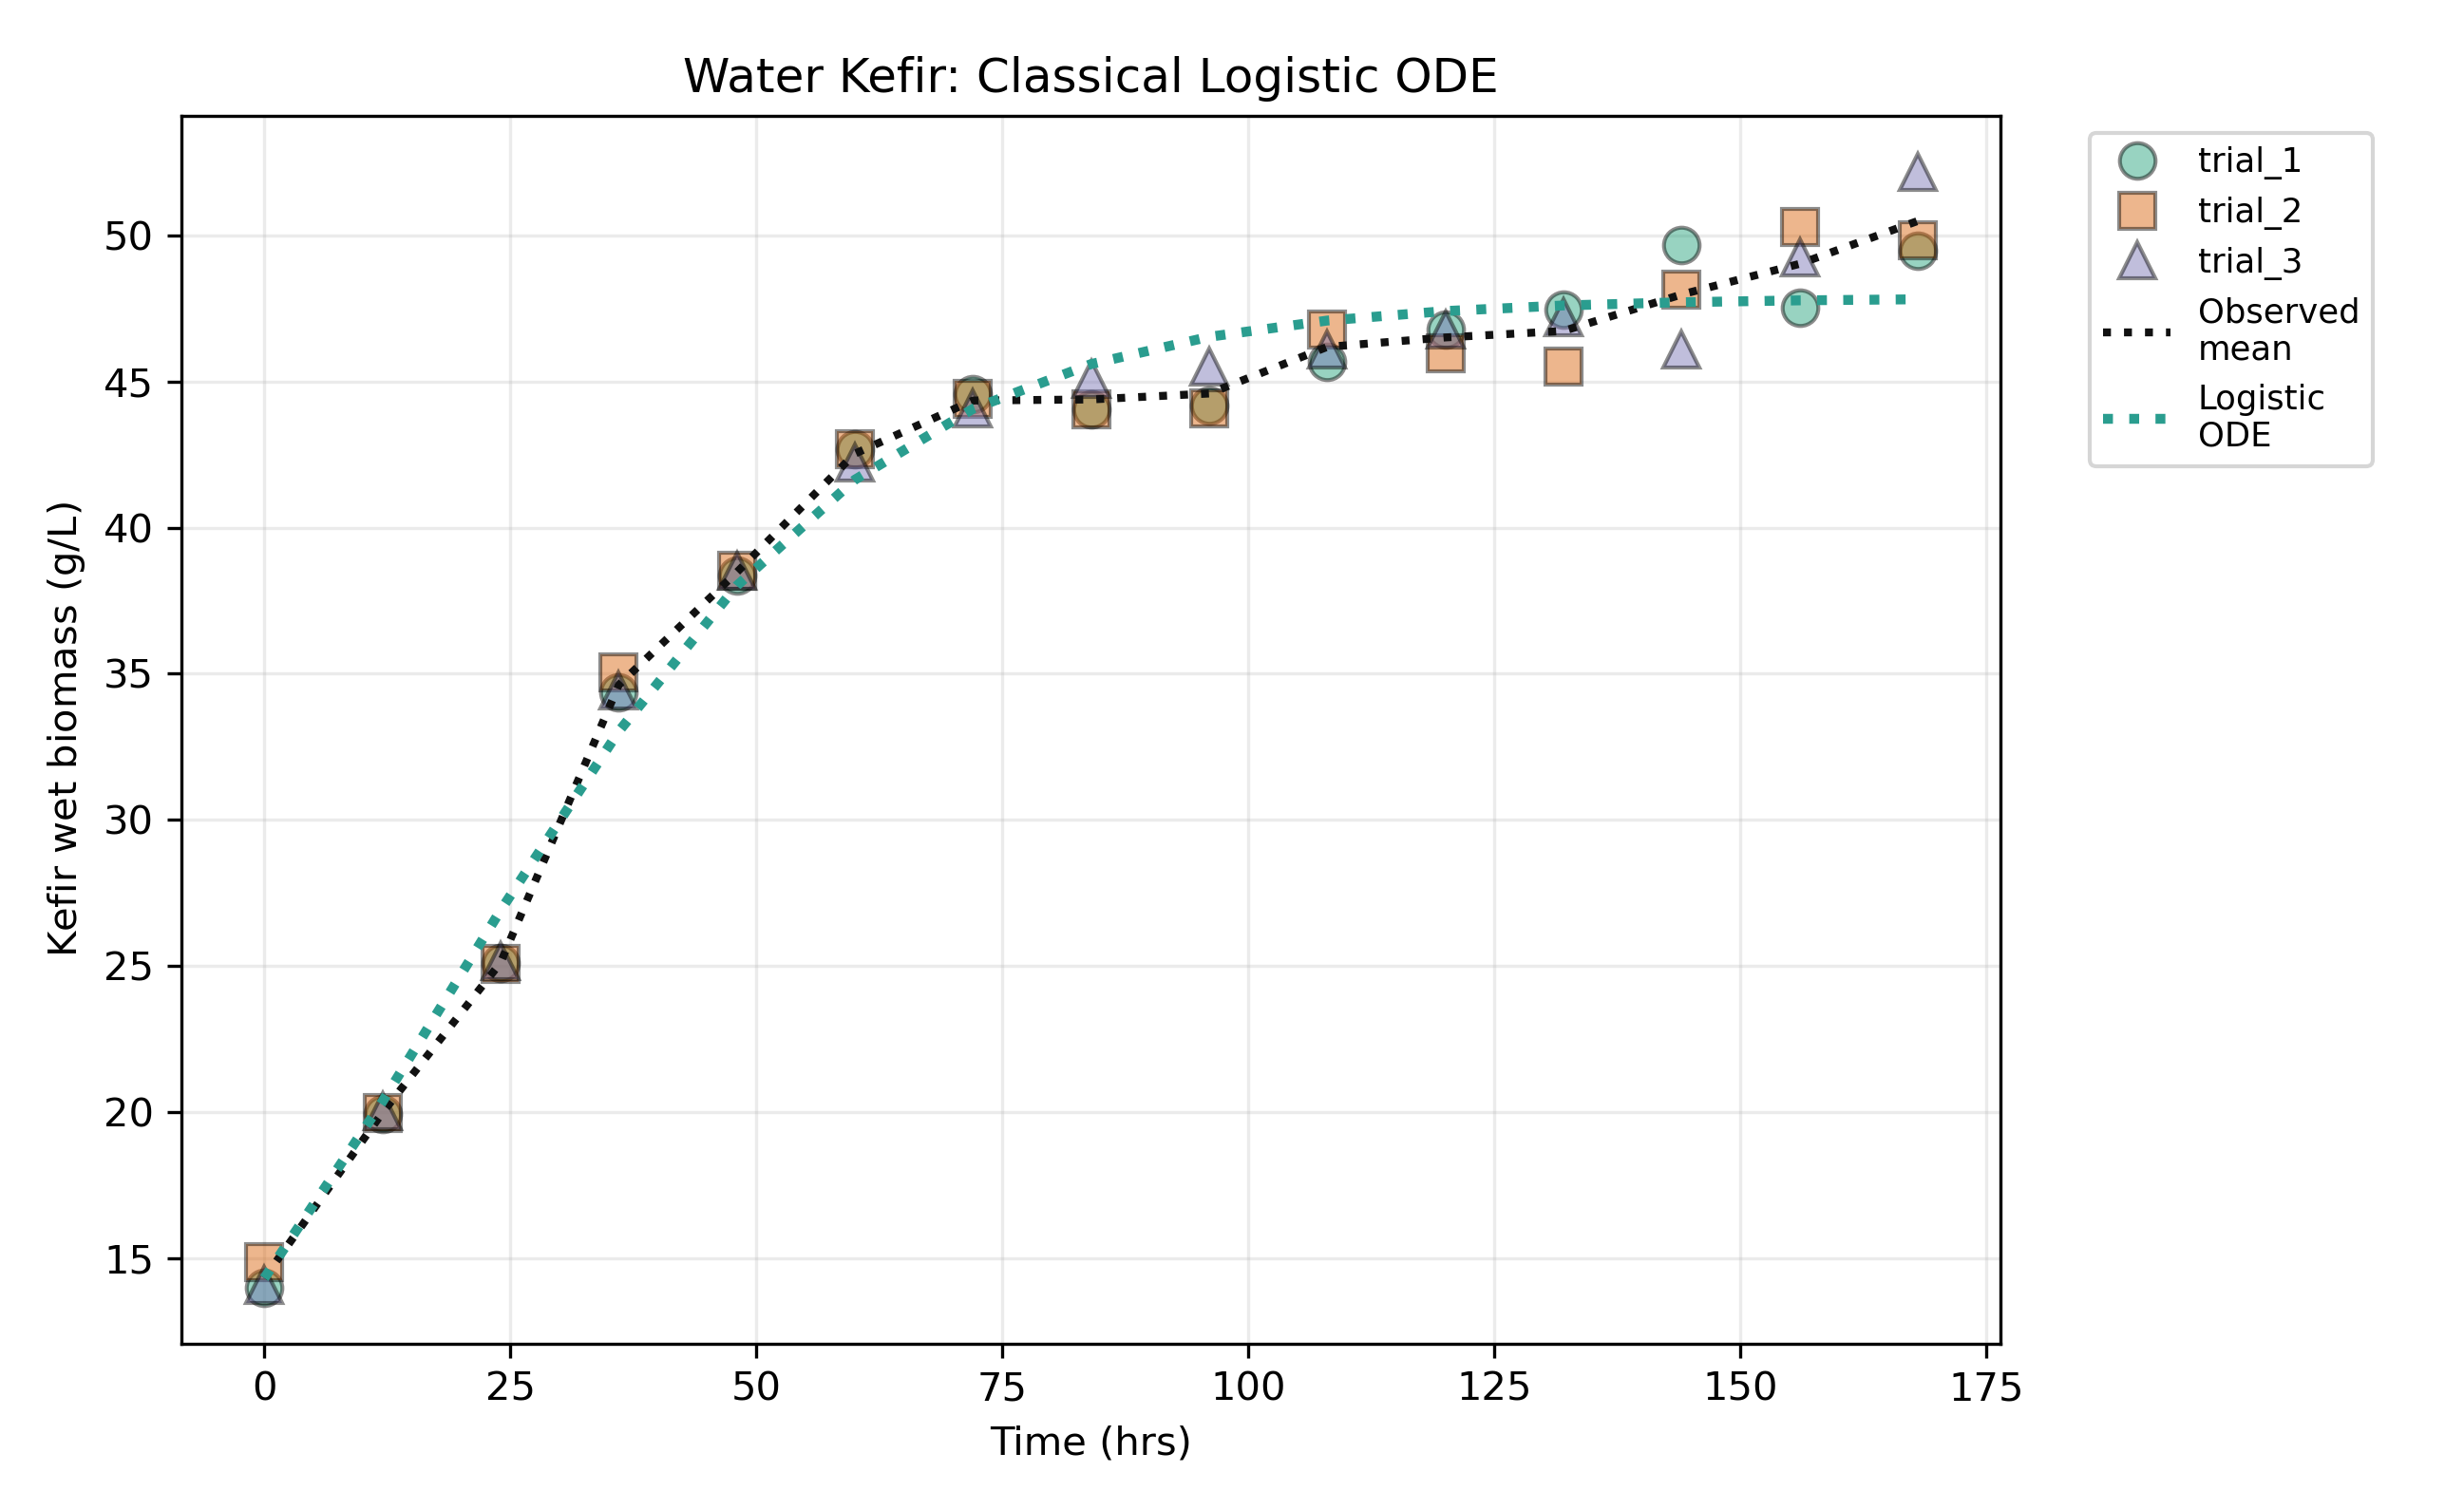 Water Kefir: Classical Logistic ODE
trial_1
trial_2
trial_3
Observed
mean
Logistic
ODE
Kefir wet biomass (g/L)
50
45
40
35
30
25
20
15
0 25 50 75 100 125 150 175
Time (hrs)